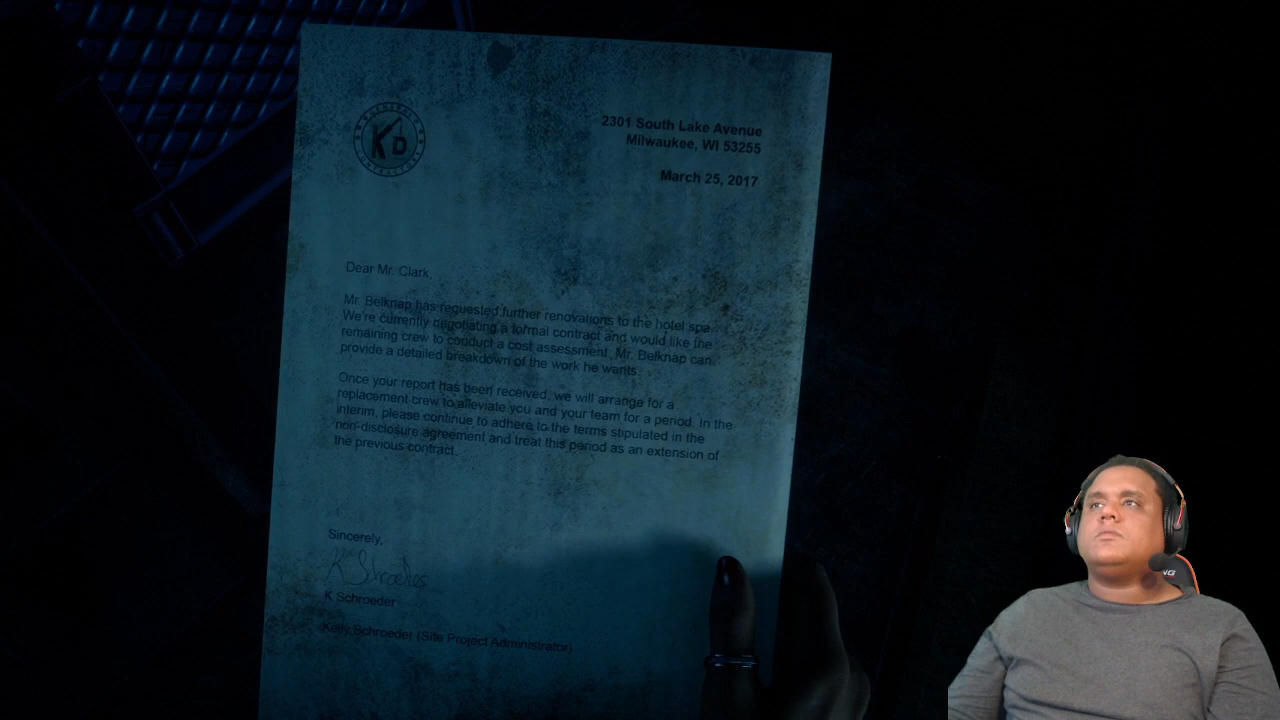 KD
2301 South Lake Avenue
Milwaukee, WI 53255
March 25, 2017
Dear Mr. Clark,
Mr. Belknap has requested further renovations to the hotel spa.
We're currently negotiating a formal contract and would like the
remaining crew to conduct a cost assessment. Mr. Belknap can
provide a detailed breakdown of the work he wants.
Once your report has been received, we will arrange for a
replacement crew to alleviate you and your team for a period. In the
interim, please continue to adhere to the terms stipulated in the
non-disclosure agreement and treat this period as an extension of
the previous contract.
Sincerely,
K Schroeder
K Schroeder
Kelly Schroeder (Site Project Administrator)